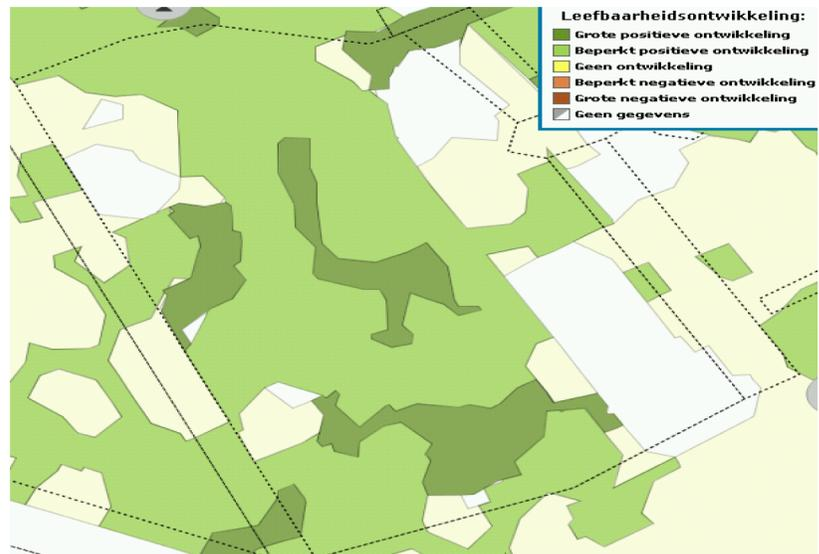 Leefbaarheidsontwikkeling:
Grote positieve ontwikkeling
Beperkt positieve ontwikkeling
Geen ontwikkeling
Beperkt negatieve ontwikkeling
Grote negatieve ontwikkeling
Geen gegevens